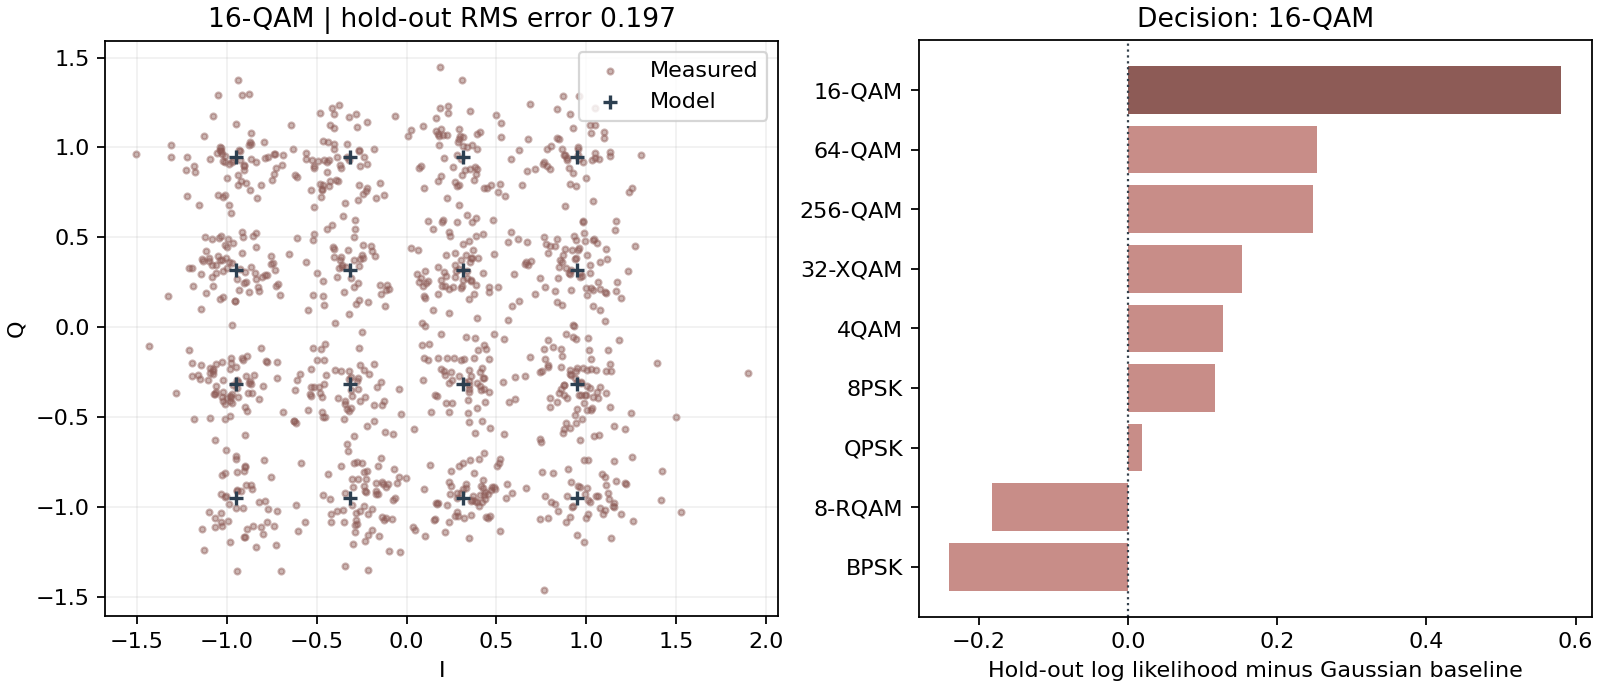 16-QAM | hold-out RMS error 0.197
Measured
Model
1.5
1.0
0.5
0.0
−0.5
−1.0
−1.5
Q
−1.5
−1.0
−0.5
0.0
0.5
1.0
1.5
2.0
I
Decision: 16-QAM
16-QAM
64-QAM
256-QAM
32-XQAM
4QAM
8PSK
QPSK
8-RQAM
BPSK
−0.2
0.0
0.2
0.4
0.6
Hold-out log likelihood minus Gaussian baseline